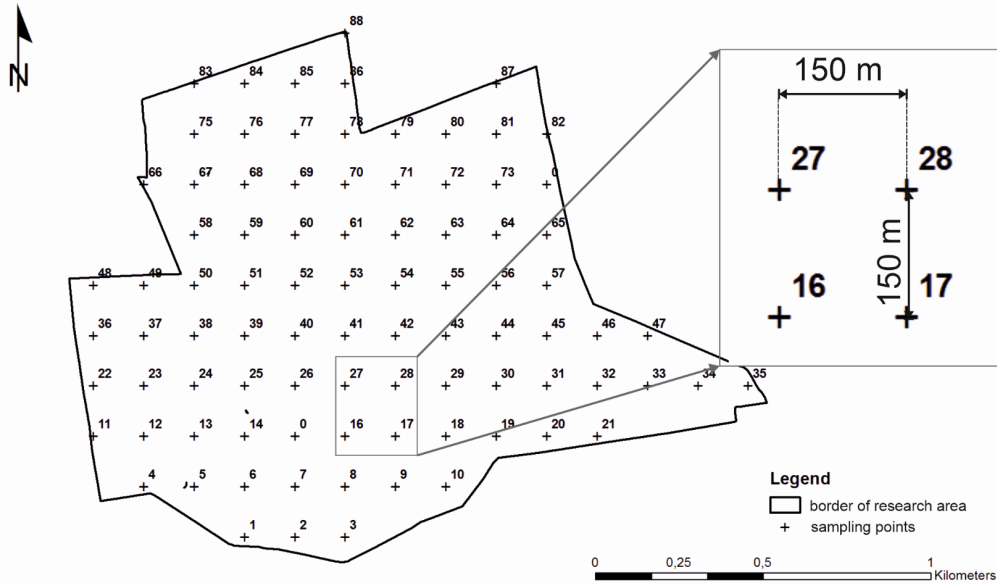 N
88
83 84 85 86 87
75 76 77 78 79 80 81 82
66 67 68 69 70 71 72 73 0
58 59 60 61 62 63 64 65
48 49 50 51 52 53 54 55 56 57
36 37 38 39 40 41 42 43 44 45 46 47
22 23 24 25 26 27 28 29 30 31 32 33 34 35
11 12 13 14 0 16 17 18 19 20 21
4 5 6 7 8 9 10
1 2 3
150 m
27 28
150 m
16 17
Legend
border of research area
sampling points
0 0,25 0,5 1
Kilometers